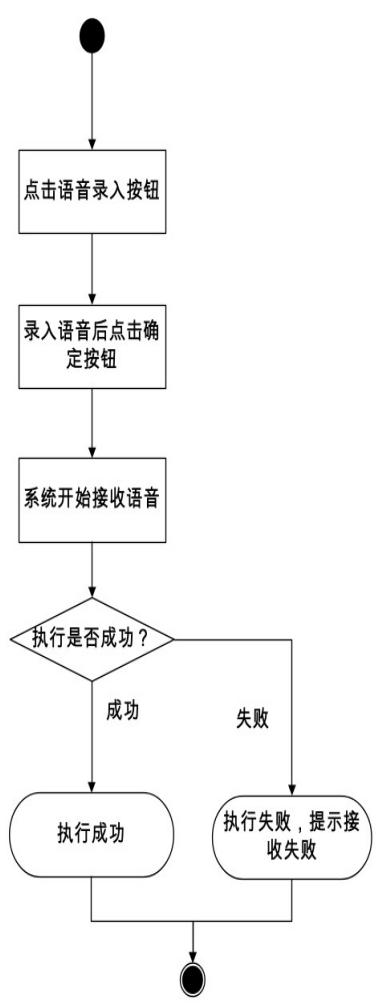 点击语音录入按钮
录入语音后点击确
定按钮
系统开始接收语音
执行是否成功？
成功
失败
执行成功
执行失败，提示接
收失败